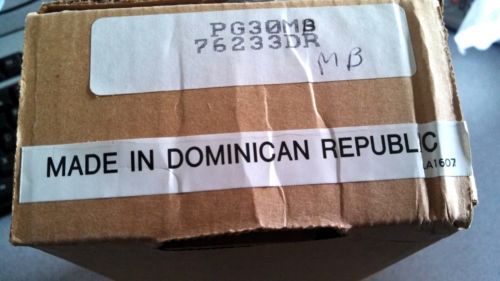 PG30MB
76233DR
MB
MADE IN DOMINICAN REPUBLIC
LA1607